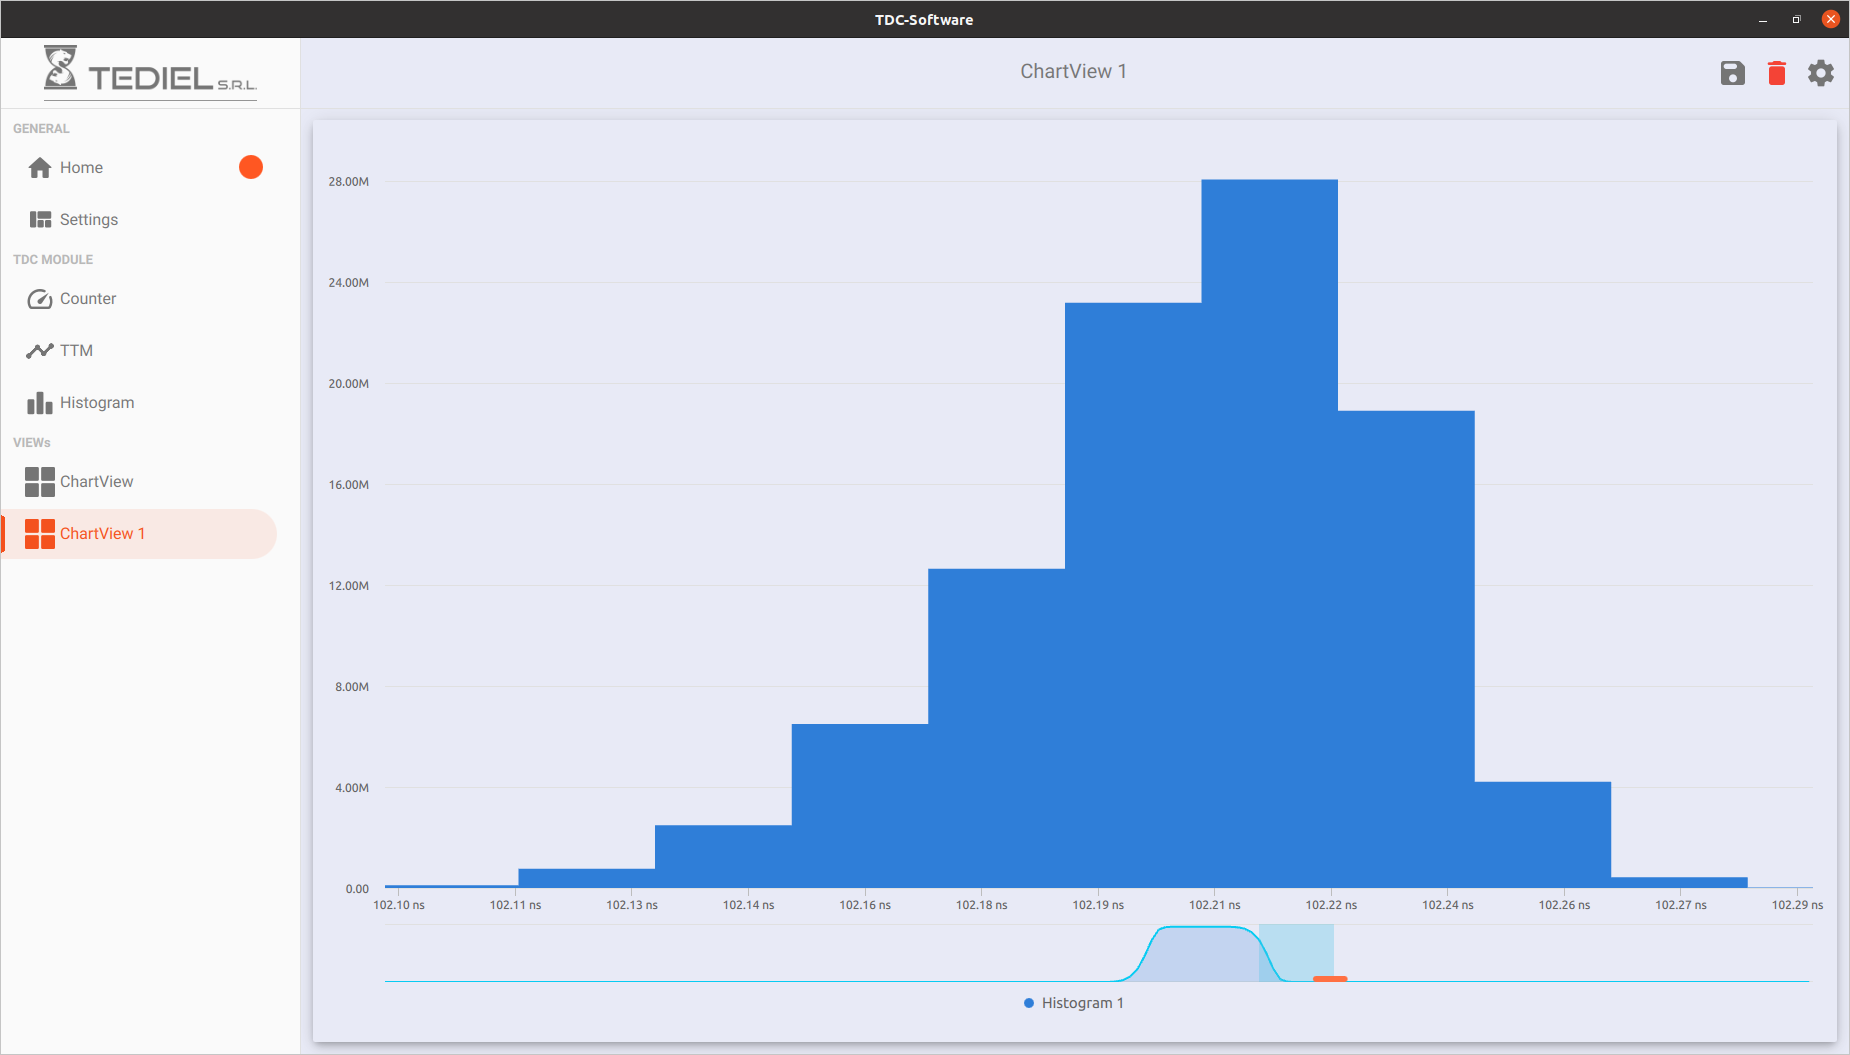 TDC-Software
TEDIEL S.R.L.
ChartView 1
GENERAL
Home
Settings
TDC MODULE
Counter
TTM
Histogram
VIEWs
ChartView
ChartView 1
28.00M
24.00M
20.00M
16.00M
12.00M
8.00M
4.00M
0.00
102.10 ns 102.11 ns 102.13 ns 102.14 ns 102.16 ns 102.18 ns 102.19 ns 102.21 ns 102.22 ns 102.24 ns 102.26 ns 102.27 ns 102.29 ns
Histogram 1